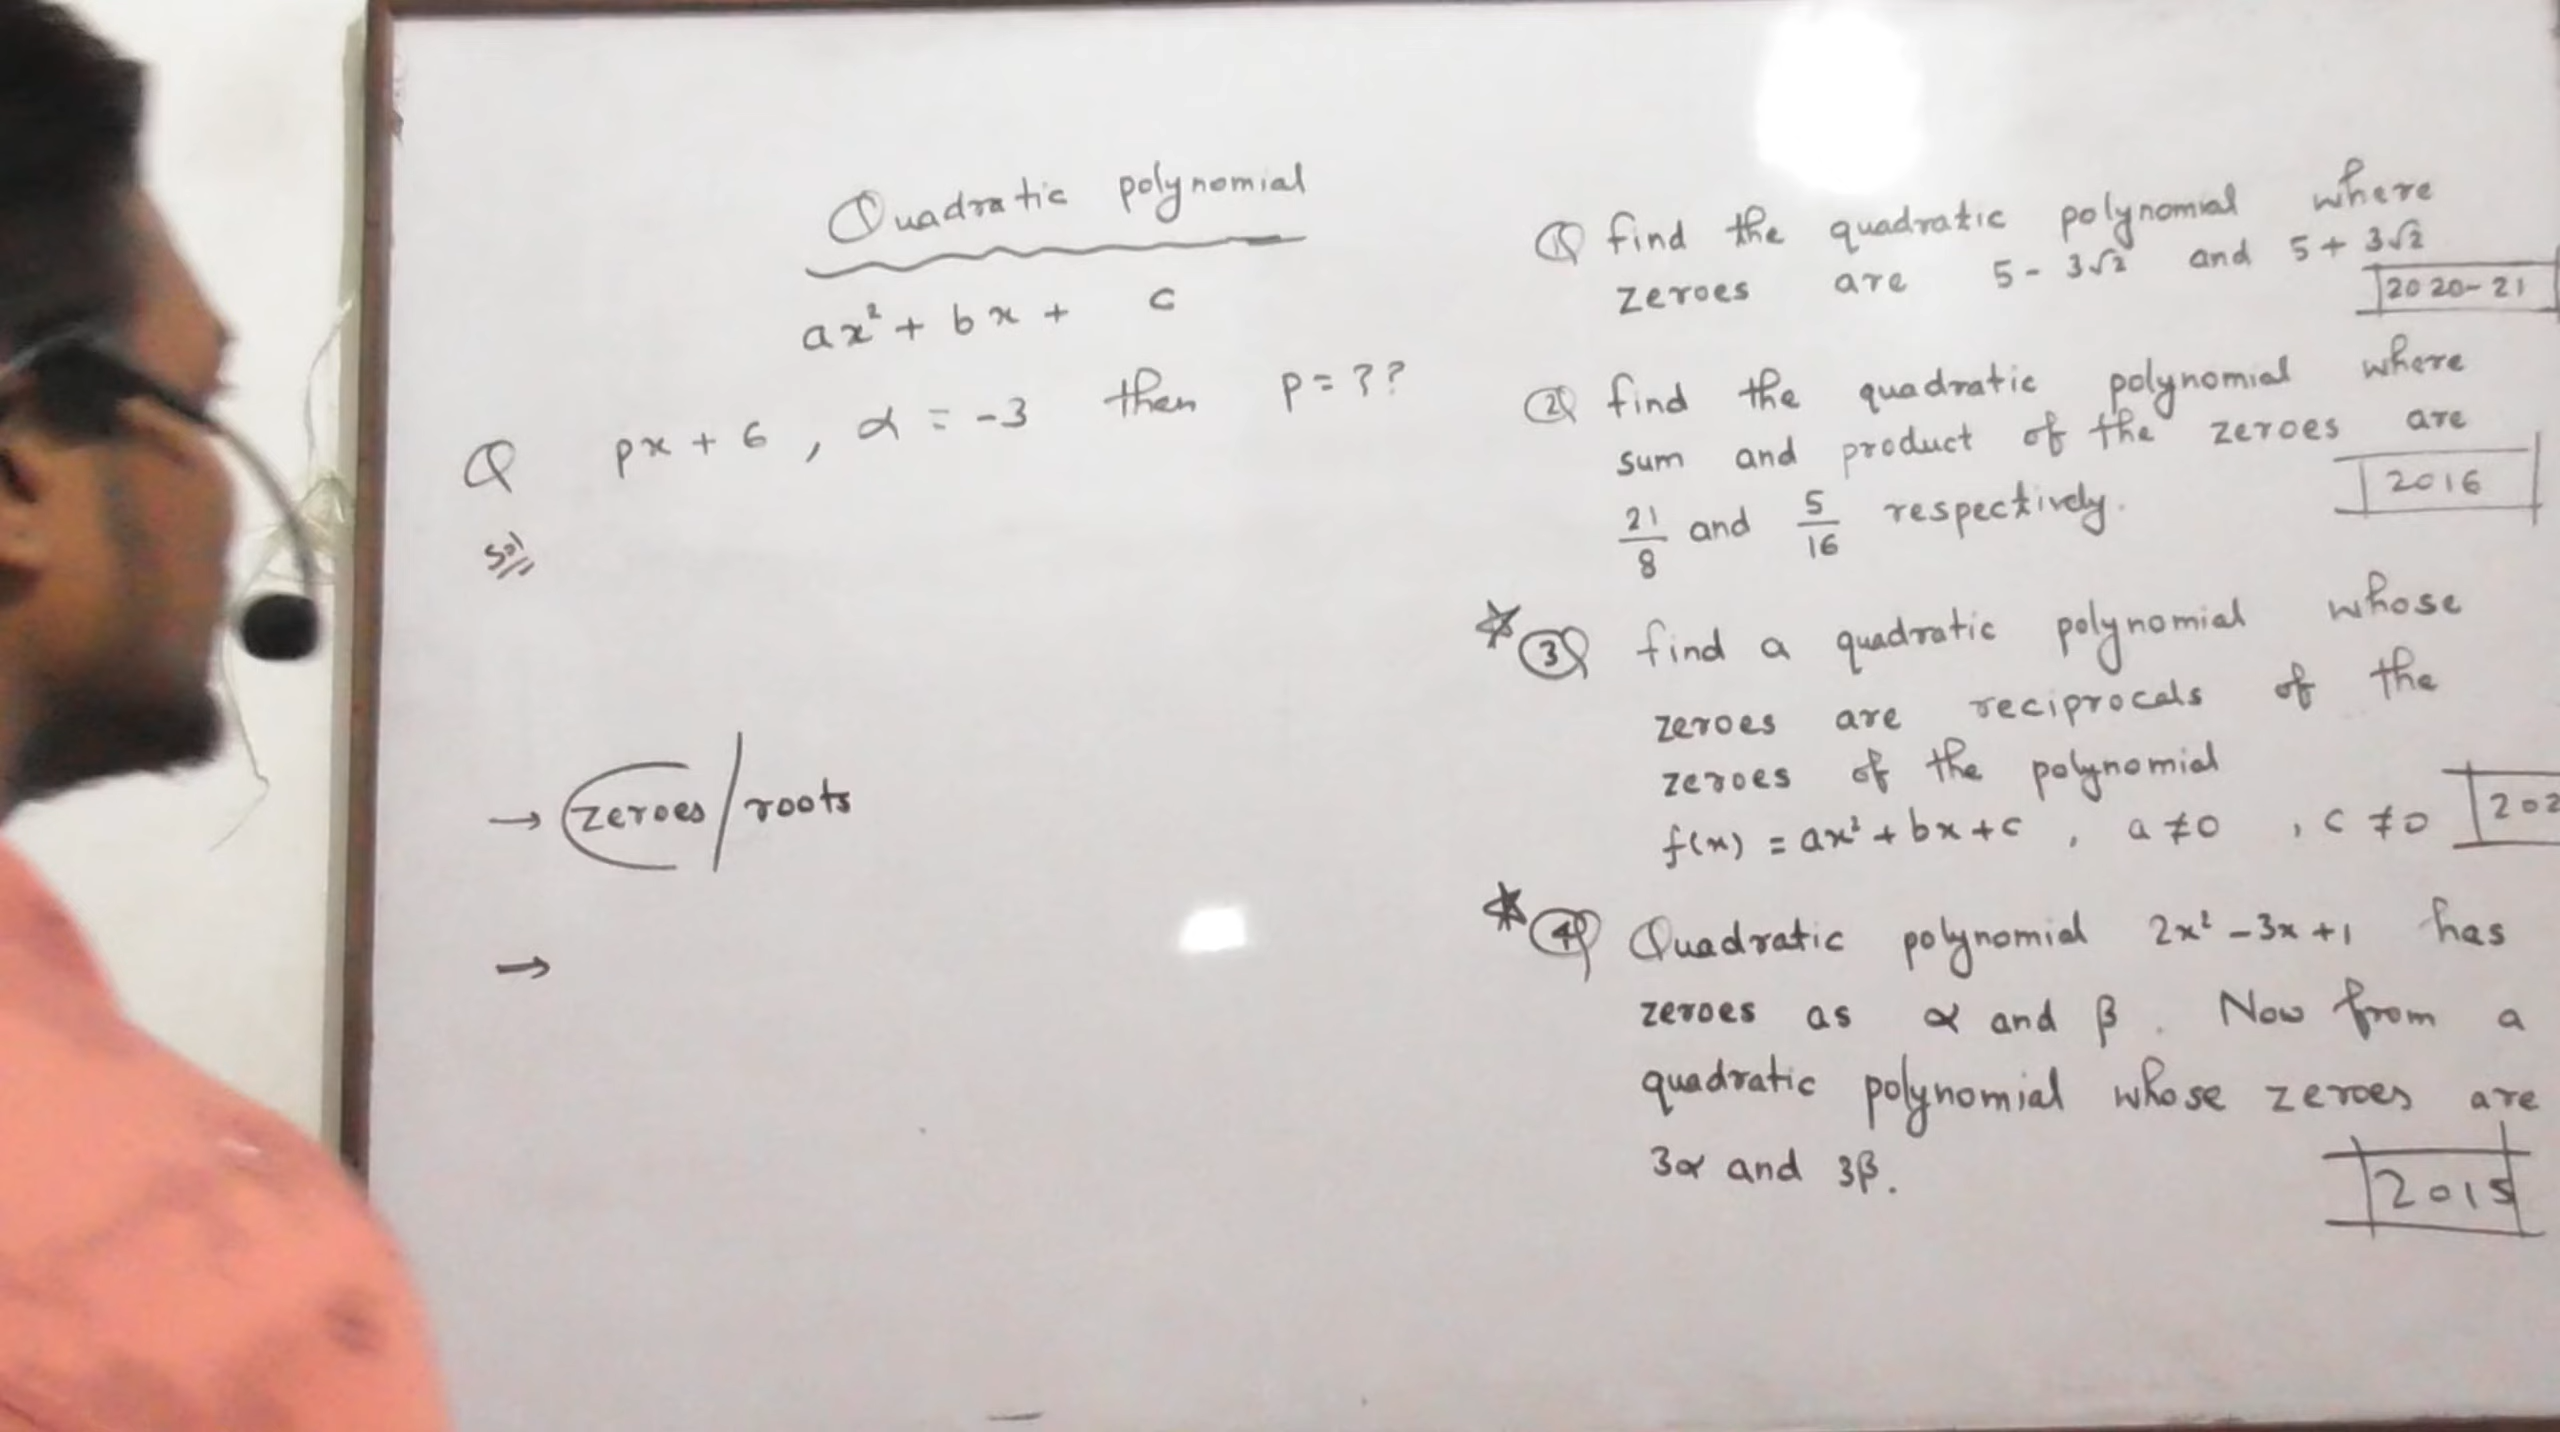 Quadratic polynomial
ax² + bx + c
Q px + 6 , α = -3 then p = ??
Sol
→ zeroes / roots
→
Q1 find the quadratic polynomial where
zeroes are 5 - 3√2 and 5 + 3√2
2020-21
Q2 find the quadratic polynomial where
sum and product of the zeroes are
21/8 and 5/16 respectively.
2016
☆ Q3 find a quadratic polynomial whose
zeroes are reciprocals of the
zeroes of the polynomial
f(x) = ax² + bx + c , a ≠ 0 , c ≠ 0
☆ Q4 Quadratic polynomial 2x² - 3x + 1 has
zeroes as α and β . Now from a
quadratic polynomial whose zeroes are
3α and 3β.
2015